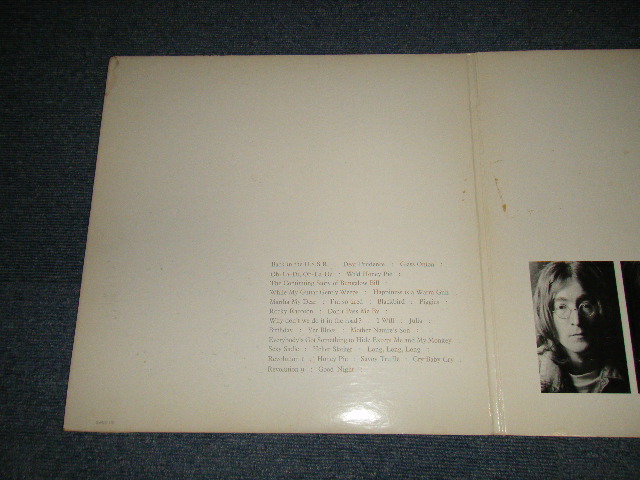 Back in the U.S.S.R. : Dear Prudence : Glass Onion :
Ob-La-Di, Ob-La-Da : Wild Honey Pie :
The Continuing Story of Bungalow Bill
While My Guitar Gently Weeps : Happiness is a Warm Gun
Martha My Dear : I'm so tired : Blackbird : Piggies :
Rocky Raccoon : Don't Pass Me By :
Why don't we do it in the road? : I Will : Julia :
Birthday : Yer Blues : Mother Nature's Son :
Everybody's Got Something to Hide Except Me and My Monkey
Sexy Sadie : Helter Skelter : Long, Long, Long :
Revolution 1 : Honey Pie : Savoy Truffle : Cry Baby Cry
Revolution 9 : Good Night :